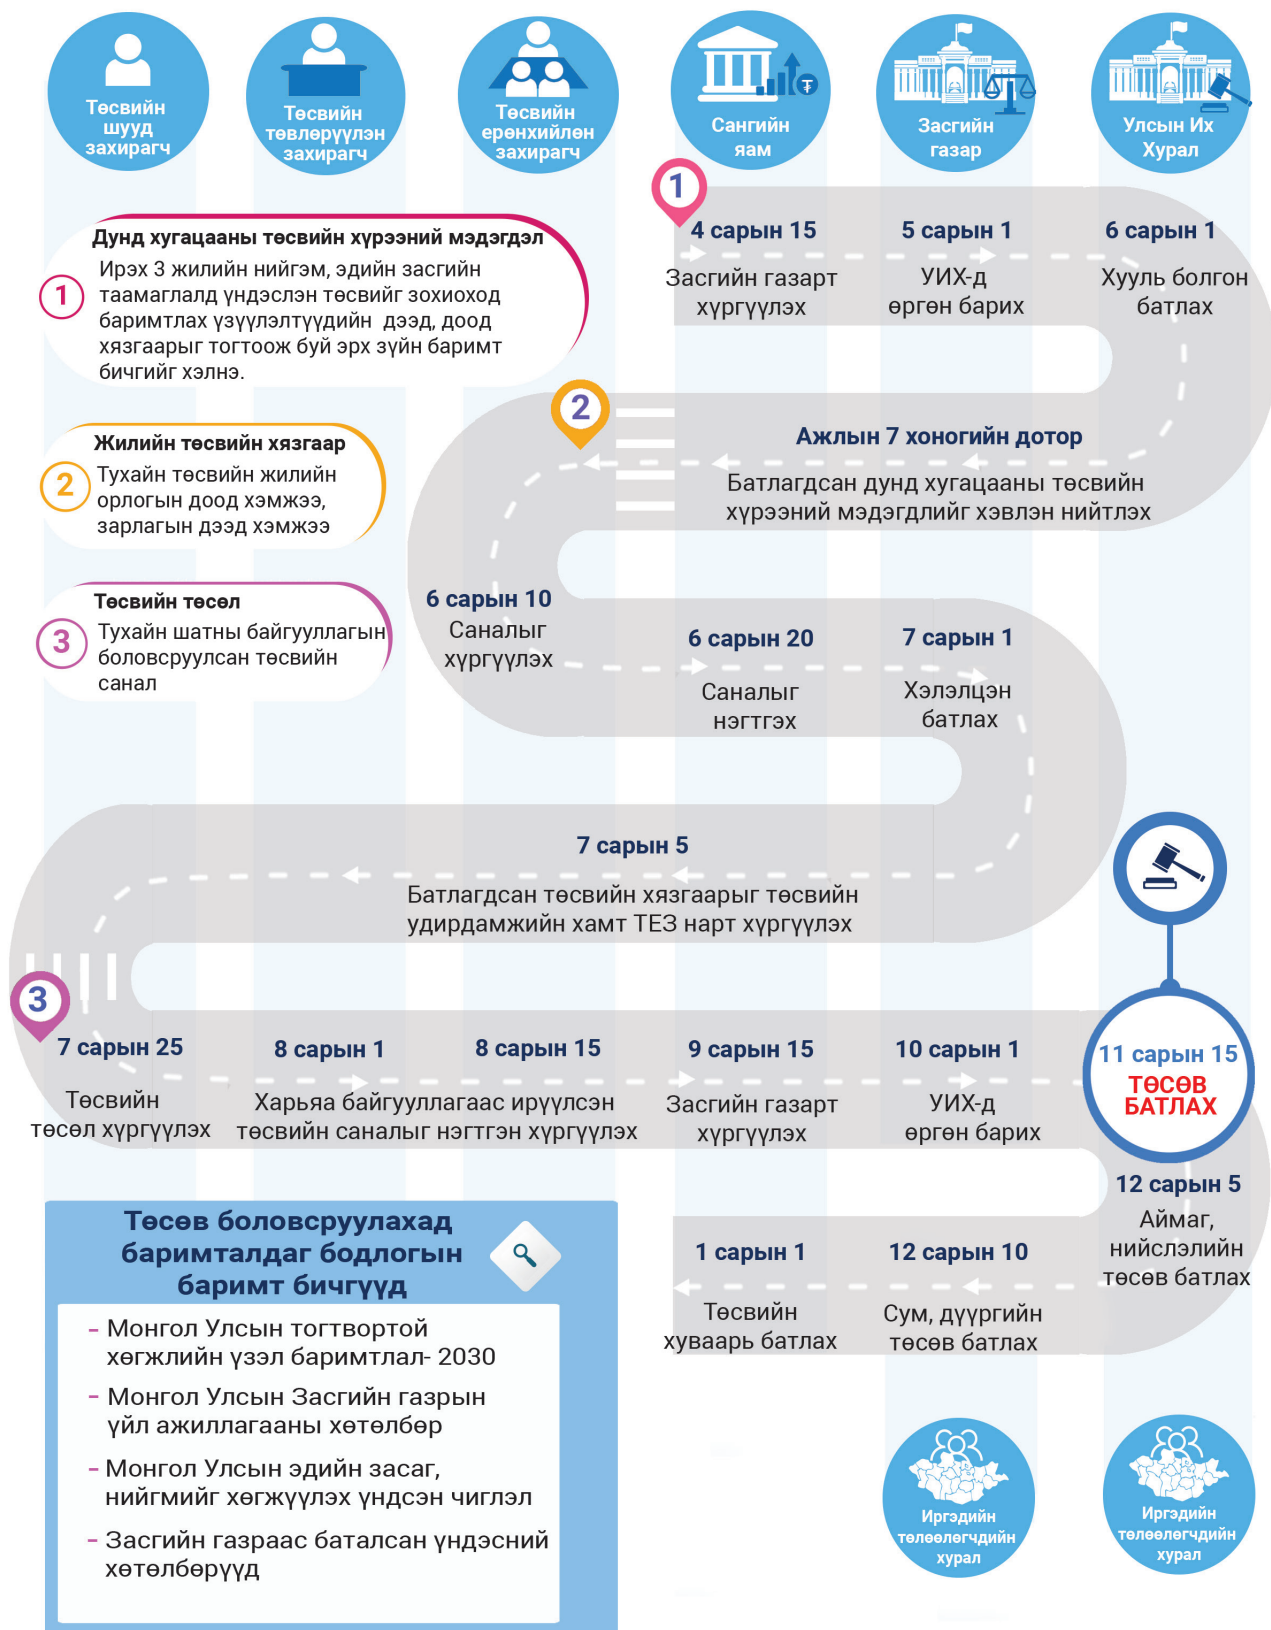 Төсвийн
шууд
захирагч
Төсвийн
төвлөрүүлэн
захирагч
Төсвийн
ерөнхийлөн
захирагч
Сангийн
яам
Засгийн
газар
Улсын Их
Хурал
1
4 сарын 15
Засгийн газарт
хүргүүлэх
5 сарын 1
УИХ-д
өргөн барих
6 сарын 1
Хууль болгон
батлах
Дунд хугацааны төсвийн хүрээний мэдэгдэл
1
Ирэх 3 жилийн нийгэм, эдийн засгийн
таамаглалд үндэслэн төсвийг зохиоход
баримтлах үзүүлэлтүүдийн дээд, доод
хязгаарыг тогтоож буй эрх зүйн баримт
бичгийг хэлнэ.
2
Ажлын 7 хоногийн дотор
Батлагдсан дунд хугацааны төсвийн
хүрээний мэдэгдлийг хэвлэн нийтлэх
Жилийн төсвийн хязгаар
2
Тухайн төсвийн жилийн
орлогын доод хэмжээ,
зарлагын дээд хэмжээ
Төсвийн төсөл
3
Тухайн шатны байгууллагын
боловсруулсан төсвийн
санал
6 сарын 10
Саналыг
хүргүүлэх
6 сарын 20
Саналыг
нэгтгэх
7 сарын 1
Хэлэлцэн
батлах
7 сарын 5
Батлагдсан төсвийн хязгаарыг төсвийн
удирдамжийн хамт ТЕЗ нарт хүргүүлэх
3
7 сарын 25
Төсвийн
төсөл хүргүүлэх
8 сарын 1
8 сарын 15
Харьяа байгууллагаас ирүүлсэн
төсвийн саналыг нэгтгэн хүргүүлэх
9 сарын 15
Засгийн газарт
хүргүүлэх
10 сарын 1
УИХ-д
өргөн барих
11 сарын 15
ТӨСӨВ
БАТЛАХ
12 сарын 5
Аймаг,
нийслэлийн
төсөв батлах
12 сарын 10
Сум, дүүргийн
төсөв батлах
1 сарын 1
Төсвийн
хуваарь батлах
Төсөв боловсруулахад
баримталдаг бодлогын
баримт бичгүүд
- Монгол Улсын тогтвортой
хөгжлийн үзэл баримтлал- 2030
- Монгол Улсын Засгийн газрын
үйл ажиллагааны хөтөлбөр
- Монгол Улсын эдийн засаг,
нийгмийг хөгжүүлэх үндсэн чиглэл
- Засгийн газраас баталсан үндэсний
хөтөлбөрүүд
Иргэдийн
төлөөлөгчдийн
хурал
Иргэдийн
төлөөлөгчдийн
хурал